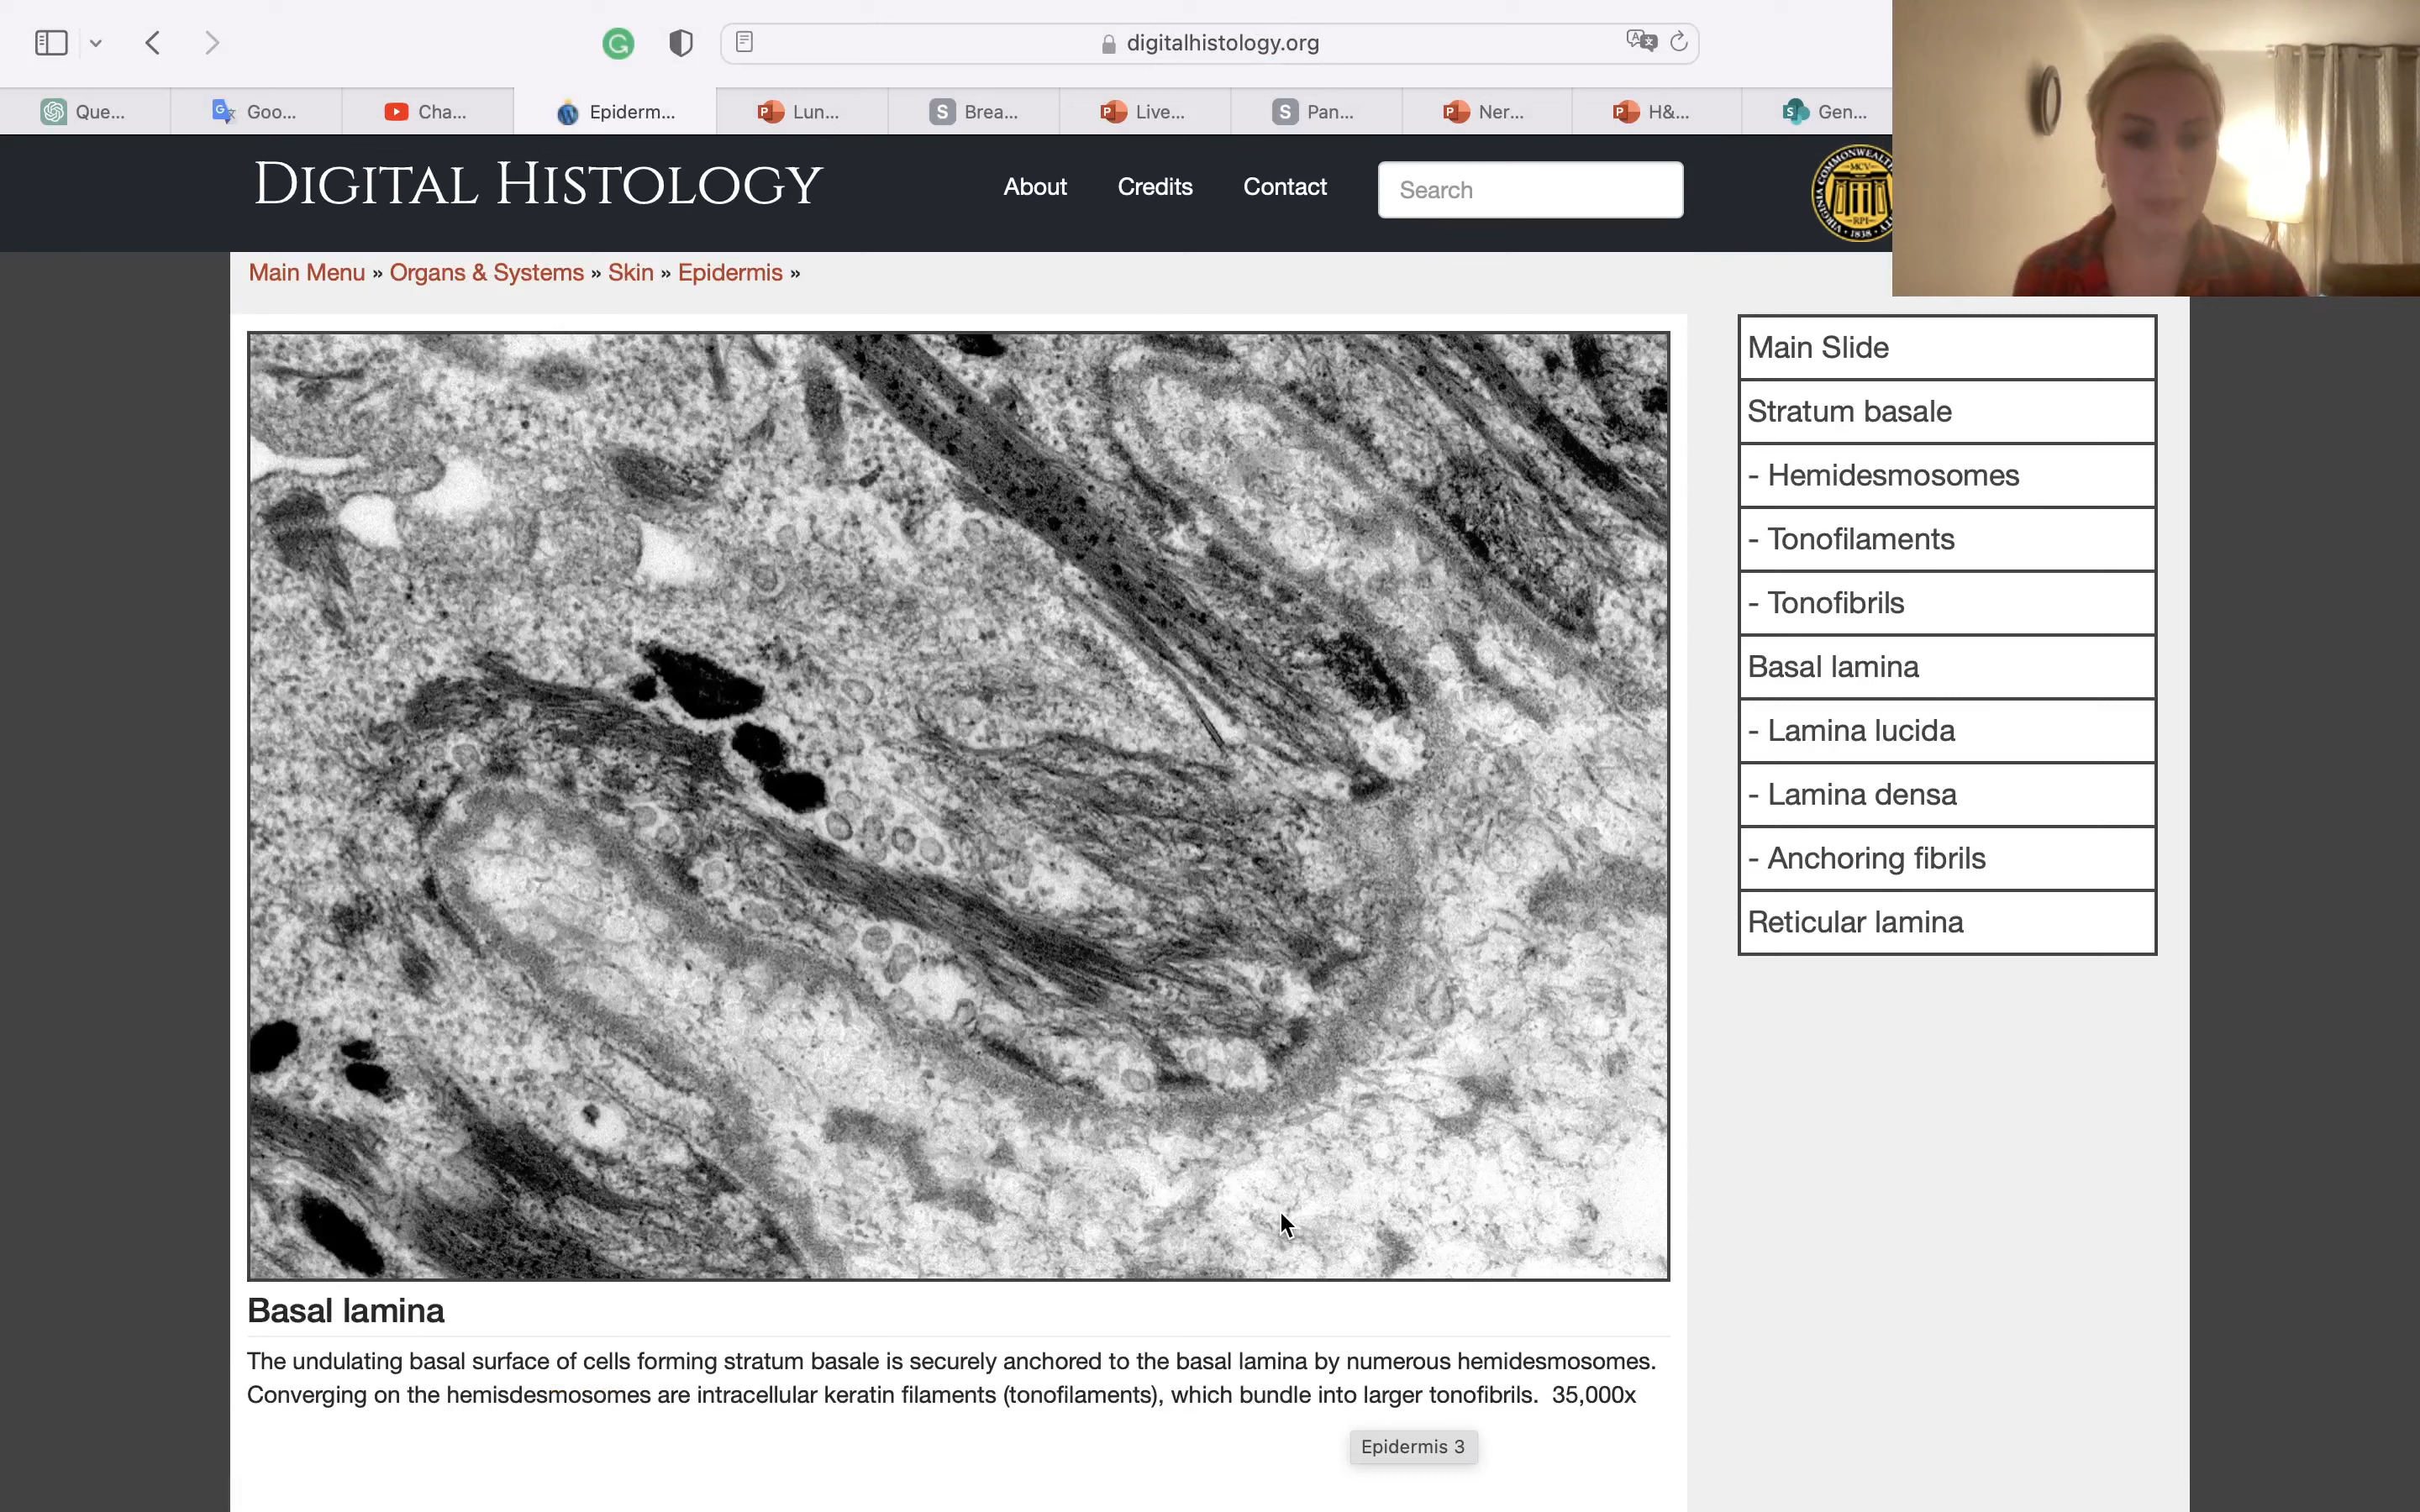 digitalhistology.org
Que...
Goo...
Cha...
Epiderm...
Lun...
Brea...
Live...
Pan...
Ner...
H&...
Gen...
DIGITAL HISTOLOGY
About
Credits
Contact
Search
Main Menu » Organs & Systems » Skin » Epidermis »
Main Slide
Stratum basale
- Hemidesmosomes
- Tonofilaments
- Tonofibrils
Basal lamina
- Lamina lucida
- Lamina densa
- Anchoring fibrils
Reticular lamina
Basal lamina
The undulating basal surface of cells forming stratum basale is securely anchored to the basal lamina by numerous hemidesmosomes.
Converging on the hemisdesmosomes are intracellular keratin filaments (tonofilaments), which bundle into larger tonofibrils. 35,000x
Epidermis 3